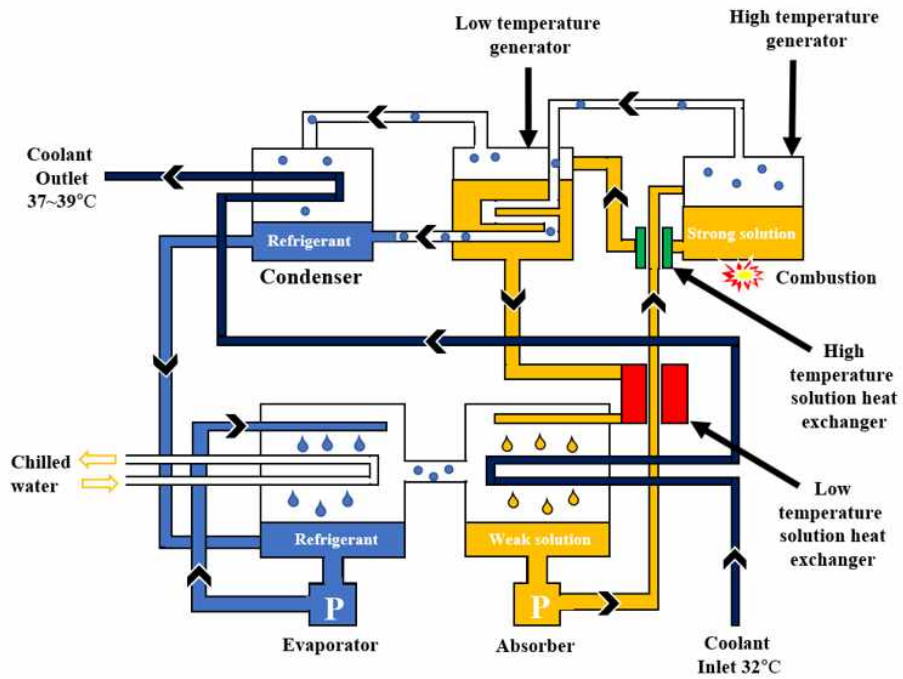 Low temperature
generator
High temperature
generator
Coolant
Outlet
37~39°C
Refrigerant
Condenser
Strong solution
Combustion
High
temperature
solution heat
exchanger
Chilled
water
Low
temperature
solution heat
exchanger
Refrigerant
Weak solution
P
P
Evaporator
Absorber
Coolant
Inlet 32°C